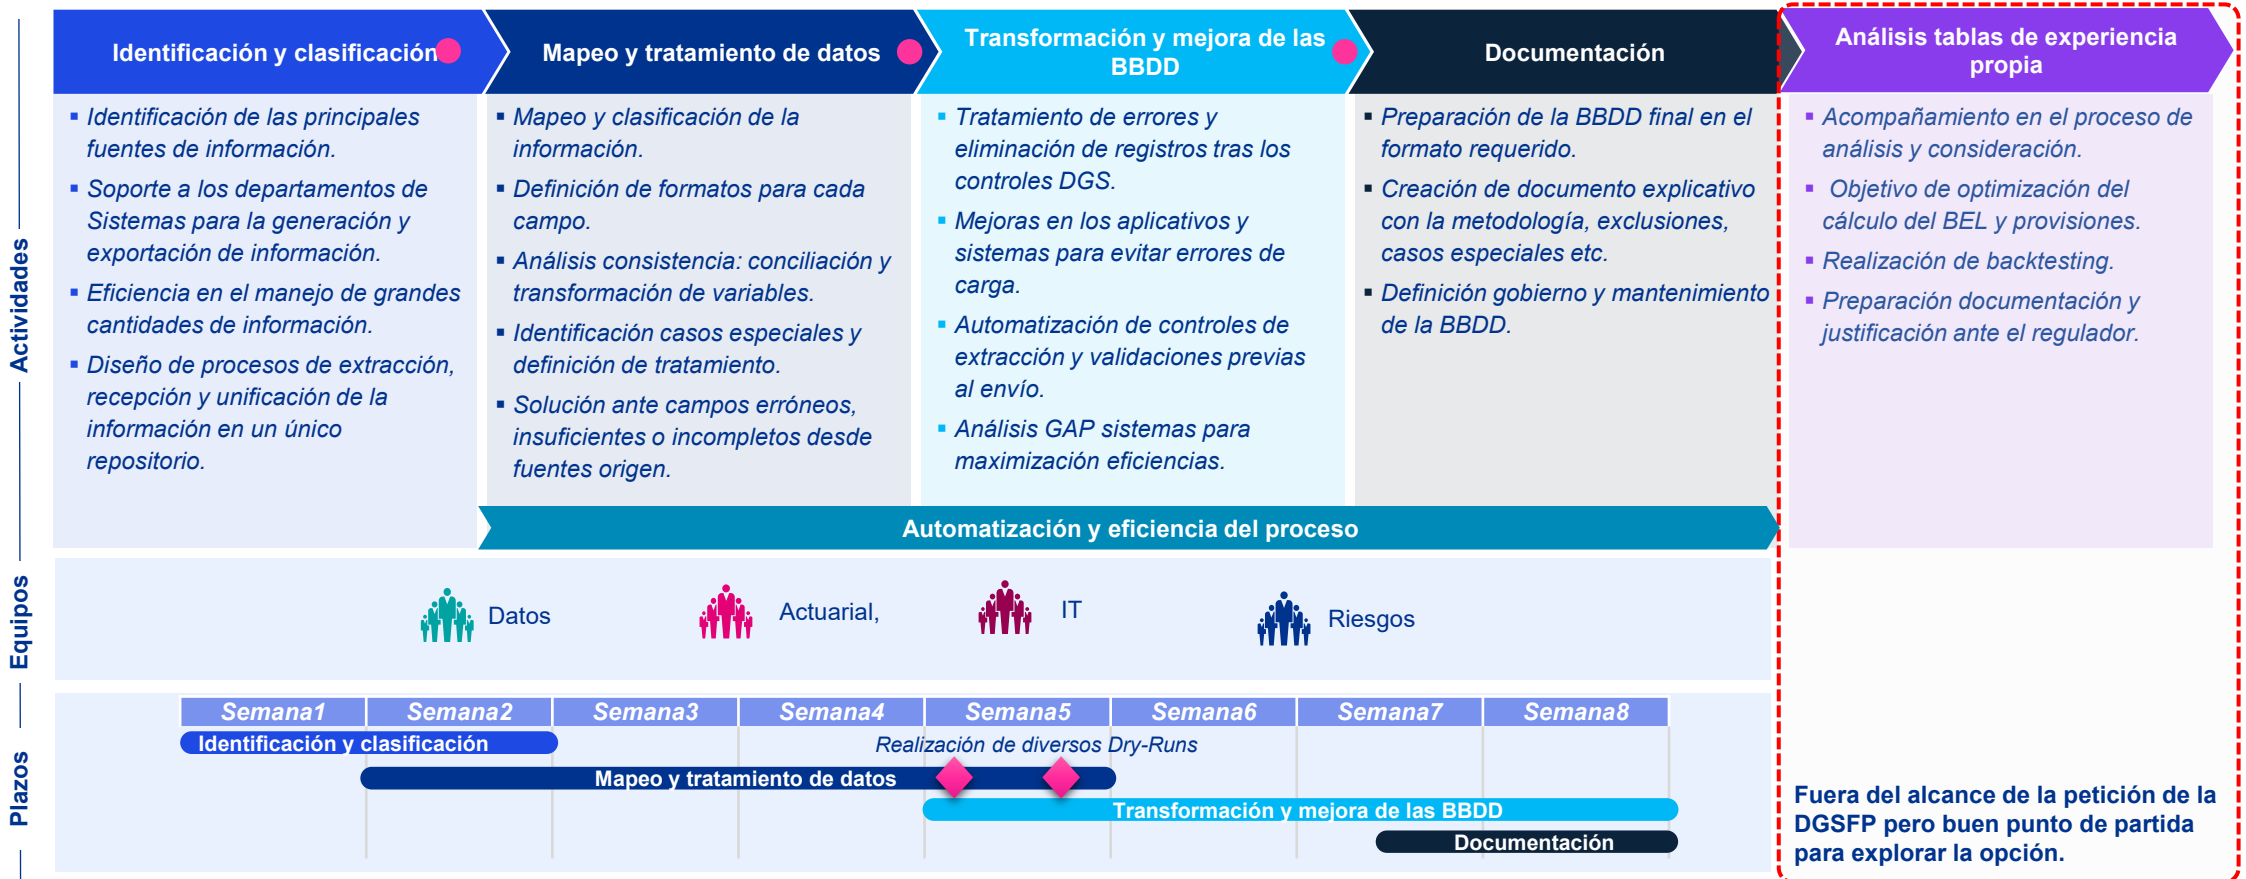 Identificación y clasificación
Mapeo y tratamiento de datos
Transformación y mejora de las
BBDD
Documentación
Análisis tablas de experiencia
propia
Actividades
Identificación de las principales
fuentes de información.
Soporte a los departamentos de
Sistemas para la generación y
exportación de información.
Eficiencia en el manejo de grandes
cantidades de información.
Diseño de procesos de extracción,
recepción y unificación de la
información en un único
repositorio.
Mapeo y clasificación de la
información.
Definición de formatos para cada
campo.
Análisis consistencia: conciliación y
transformación de variables.
Identificación casos especiales y
definición de tratamiento.
Solución ante campos erróneos,
insuficientes o incompletos desde
fuentes origen.
Tratamiento de errores y
eliminación de registros tras los
controles DGS.
Mejoras en los aplicativos y
sistemas para evitar errores de
carga.
Automatización de controles de
extracción y validaciones previas
al envío.
Análisis GAP sistemas para
maximización eficiencias.
Preparación de la BBDD final en el
formato requerido.
Creación de documento explicativo
con la metodología, exclusiones,
casos especiales etc.
Definición gobierno y mantenimiento
de la BBDD.
Acompañamiento en el proceso de
análisis y consideración.
Objetivo de optimización del
cálculo del BEL y provisiones.
Realización de backtesting.
Preparación documentación y
justificación ante el regulador.
Automatización y eficiencia del proceso
Equipos
Datos
Actuarial,
IT
Riesgos
Plazos
Semana1
Semana2
Semana3
Semana4
Semana5
Semana6
Semana7
Semana8
Identificación y clasificación
Realización de diversos Dry-Runs
Mapeo y tratamiento de datos
Transformación y mejora de las BBDD
Documentación
Fuera del alcance de la petición de la
DGSFP pero buen punto de partida
para explorar la opción.